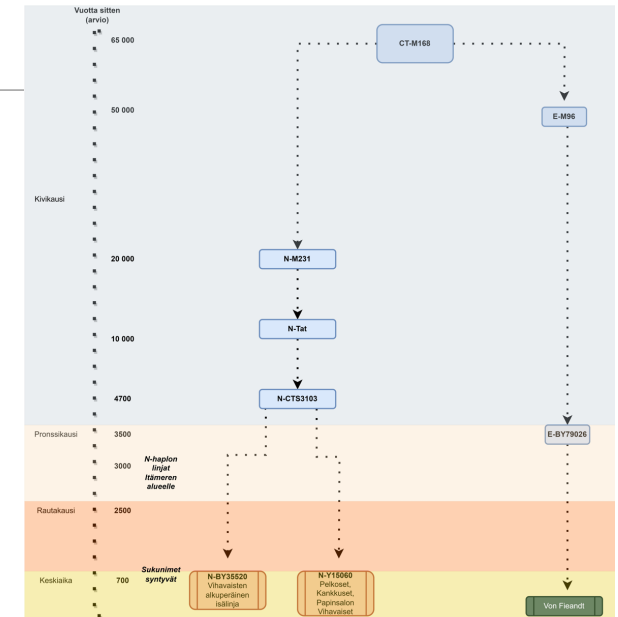 Vuotta sitten
(arvio)
65 000
CT-M168
50 000
E-M96
Kivikausi
20 000
N-M231
N-Tat
10 000
4700
N-CTS3103
Pronssikausi
3500
E-BY79026
3000
N-haplon
linjat
Itämeren
alueelle
Rautakausi
2500
Keskiaika
700
Sukunimet
syntyvät
N-BY35520
Vihavaisten
alkuperäinen
isälinja
N-Y15060
Pelkoset,
Kankkuset,
Papinsalon
Vihavaiset
Von Fieandt